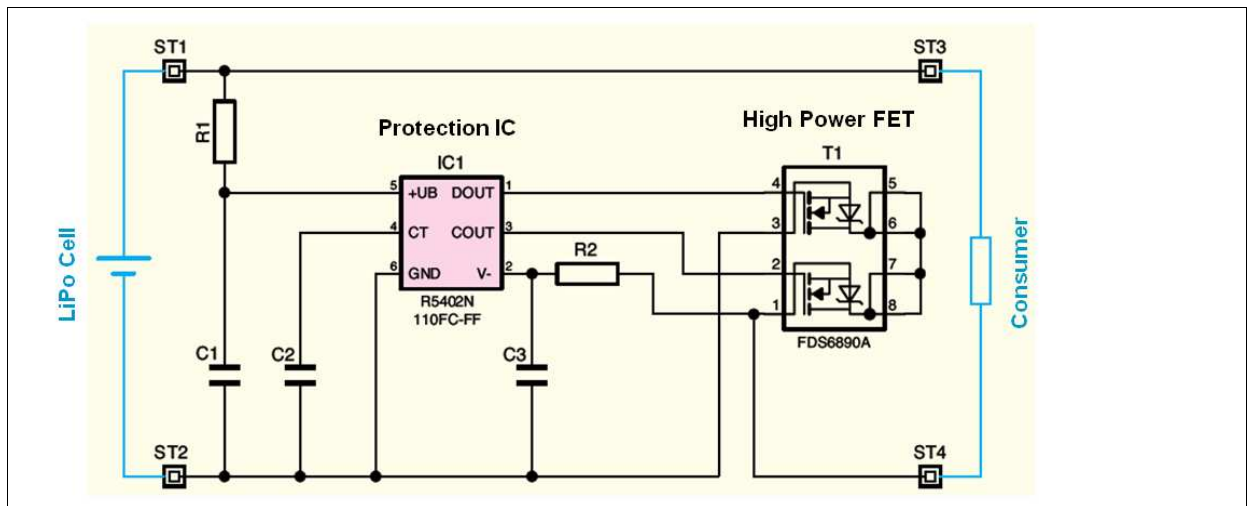 ST1
ST3
High Power FET
Protection IC
T1
R1
IC1
5 +UB DOUT 1
4 5
4 CT COUT 3
3 6
R2
6 GND V- 2
2 7
R5402N
110FC-FF
1 8
FDS6890A
LiPo Cell
Consumer
C1
C2
C3
ST2
ST4